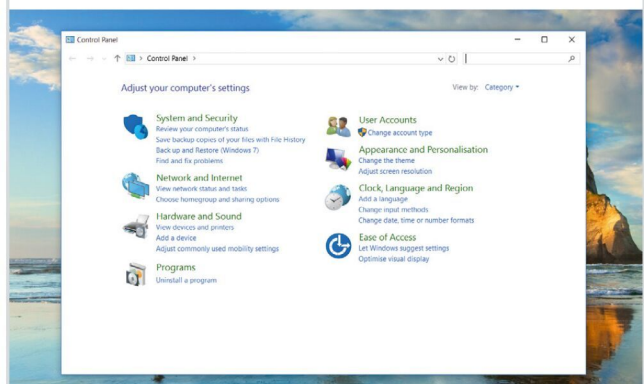 Control Panel
Control Panel
Adjust your computer's settings
View by: Category
System and Security
Review your computer's status
Save backup copies of your files with File History
Back up and Restore (Windows 7)
Find and fix problems
Network and Internet
View network status and tasks
Choose homegroup and sharing options
Hardware and Sound
View devices and printers
Add a device
Adjust commonly used mobility settings
Programs
Uninstall a program
User Accounts
Change account type
Appearance and Personalisation
Change the theme
Adjust screen resolution
Clock, Language and Region
Add a language
Change input methods
Change date, time or number formats
Ease of Access
Let Windows suggest settings
Optimise visual display